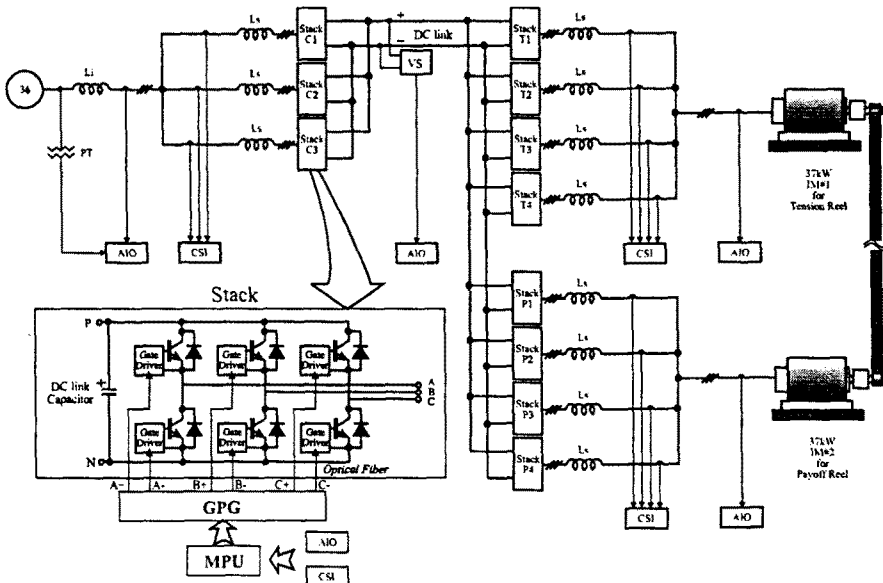 3ϕ
Li
PT
AIO
Ls
Ls
Ls
CSI
Stack C1
Stack C2
Stack C3
+
DC link
−
VS
AIO
Stack T1
Stack T2
Stack T3
Stack T4
Ls
Ls
Ls
Ls
CSI
AIO
37kW
IM#1
for
Tension Reel
Stack P1
Stack P2
Stack P3
Stack P4
Ls
Ls
Ls
Ls
CSI
AIO
37kW
IM#2
for
Payoff Reel
Stack
P
DC link
Capacitor
+
N
Gate
Driver
Gate
Driver
Gate
Driver
Gate
Driver
Gate
Driver
Gate
Driver
A
B
C
Optical Fiber
A+ A- B+ B- C+ C-
GPG
MPU
AIO
CSI